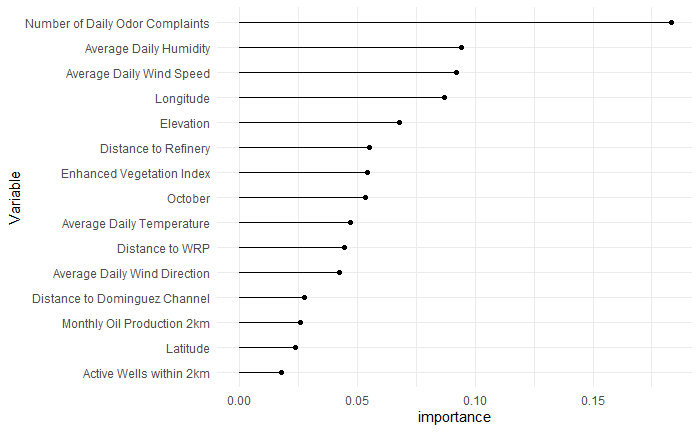 Number of Daily Odor Complaints
Average Daily Humidity
Average Daily Wind Speed
Longitude
Elevation
Distance to Refinery
Enhanced Vegetation Index
October
Average Daily Temperature
Distance to WRP
Average Daily Wind Direction
Distance to Dominguez Channel
Monthly Oil Production 2km
Latitude
Active Wells within 2km
Variable
0.00 0.05 0.10 0.15
importance